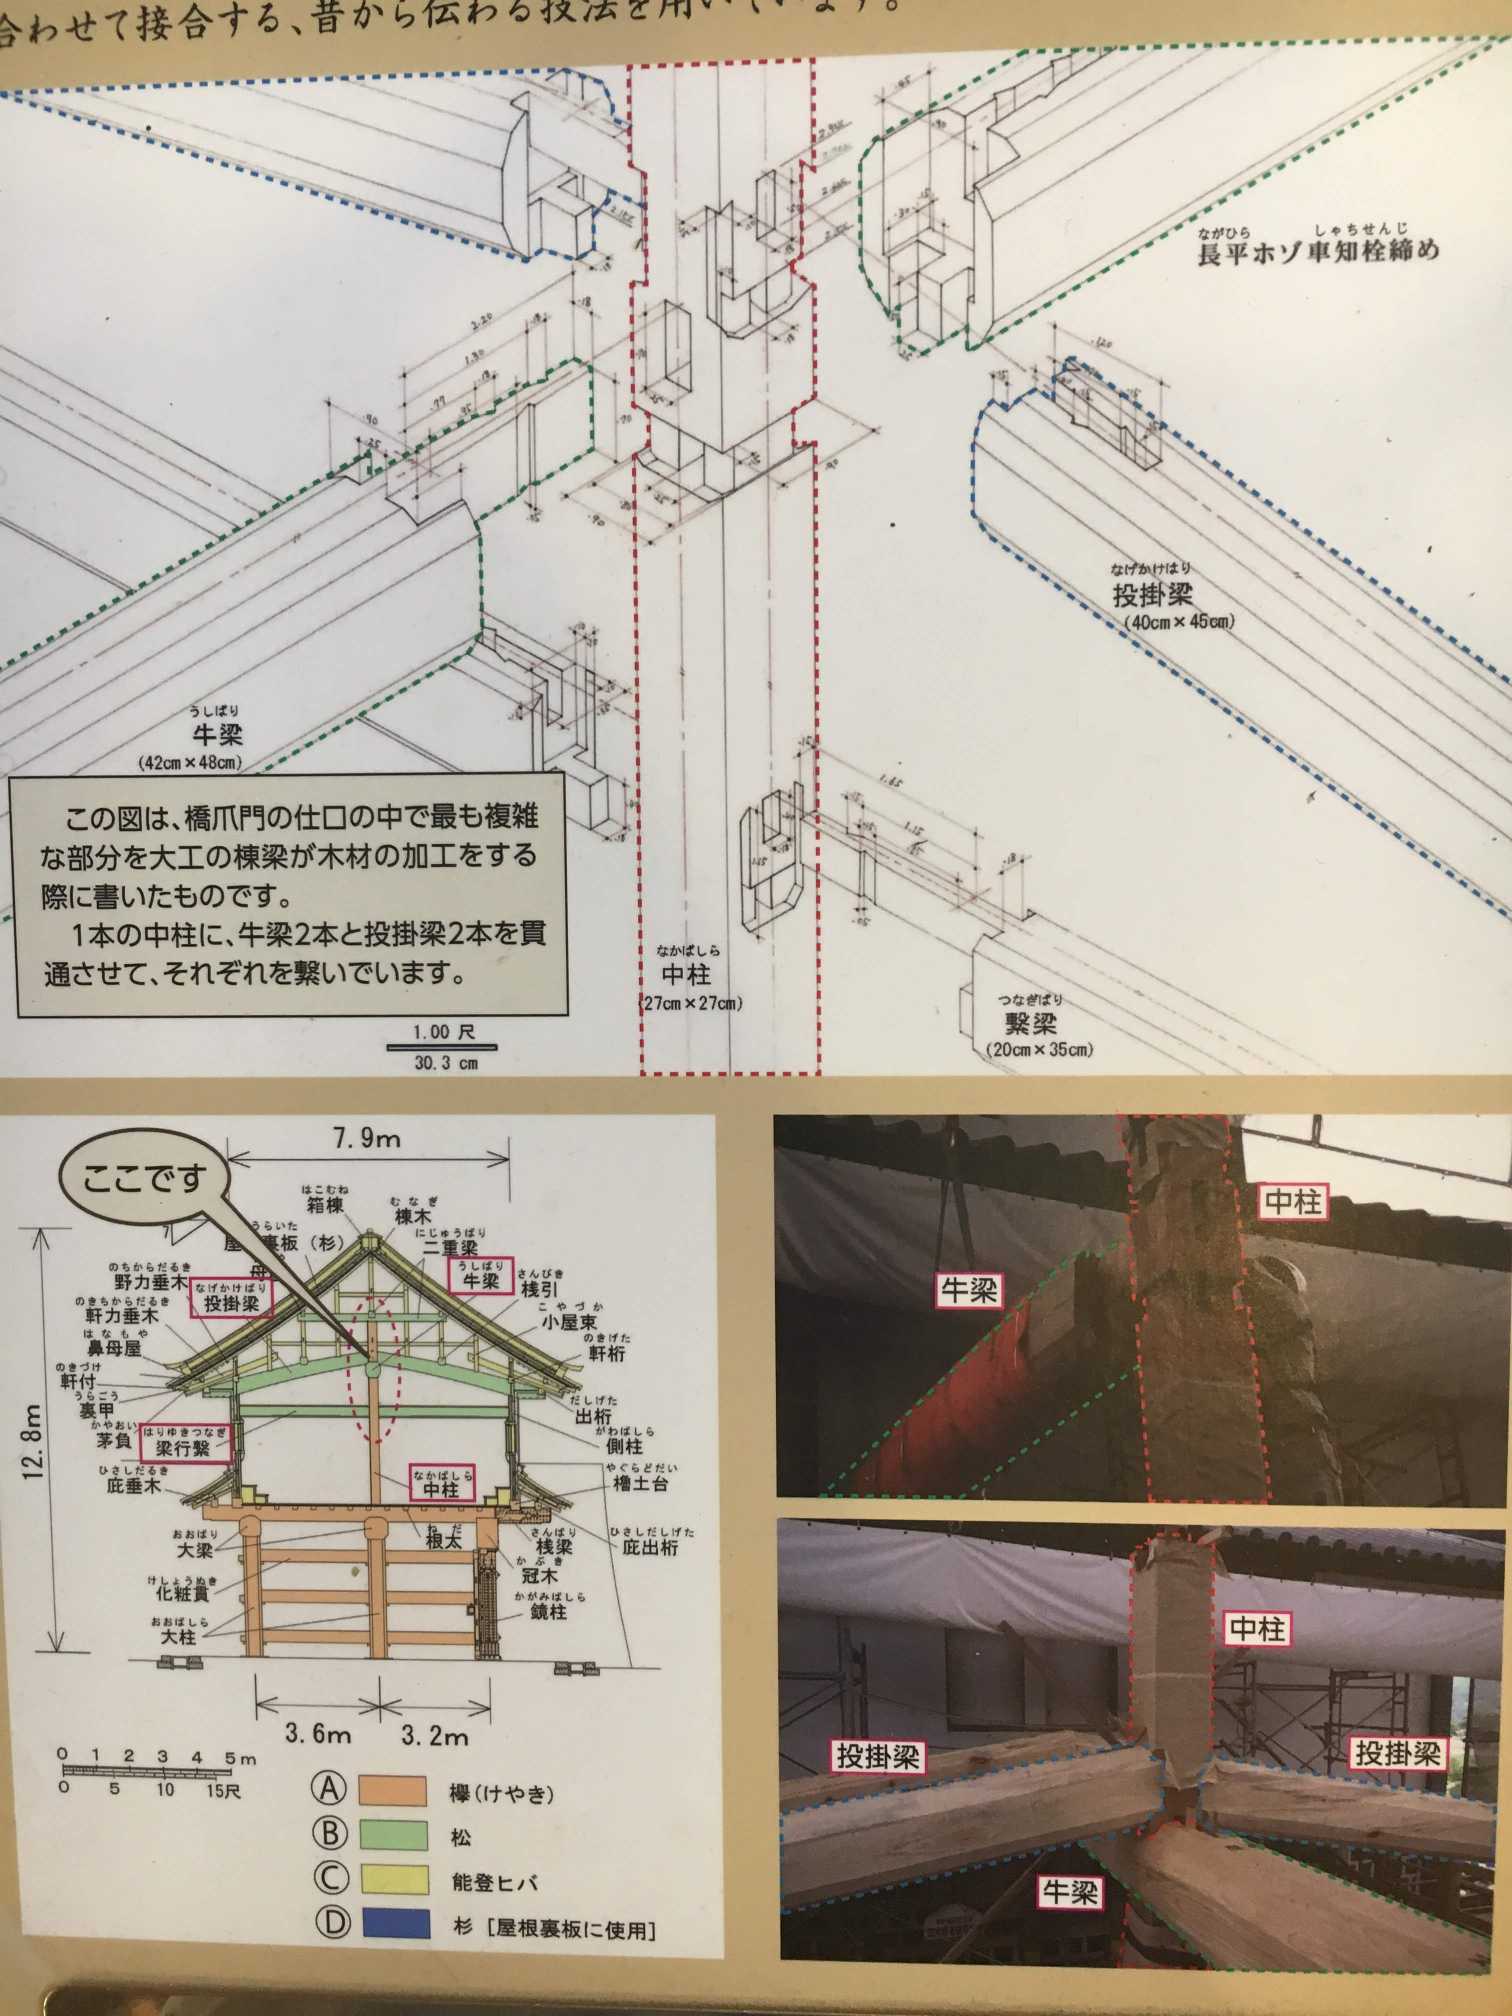 合わせて接合する、昔から伝わる技法を用いています。
ながひら しゃちせんじ
長平ホゾ車知栓締め
なげかけはり
投掛梁
(40cm×45cm)
うしばり
牛梁
(42cm×48cm)
この図は、橋爪門の仕口の中で最も複雑
な部分を大工の棟梁が木材の加工をする
際に書いたものです。
1本の中柱に、牛梁2本と投掛梁2本を貫
通させて、それぞれを繋いでいます。
なかばしら
中柱
(27cm×27cm)
つなぎばり
繋梁
(20cm×35cm)
1.00 尺
30.3 cm
7.9m
ここです
12.8m
はこむね
箱棟
むなぎ
棟木
うらいた
裏板(杉)
にじゅうばり
二重梁
うしばり
牛梁
さんびき
桟引
のちからだるき
野力垂木
なげかけばり
投掛梁
こやづか
小屋束
のきちからだるき
軒力垂木
のきげた
軒桁
はなもや
鼻母屋
のきづけ
軒付
うらごう
裏甲
だしげた
出桁
かやおい
茅負
はりゆきつなぎ
梁行繋
がわばしら
側柱
ひさしだるき
庇垂木
なかばしら
中柱
やぐらどだい
櫓土台
おおばり
大梁
ねだ
根太
さんばり
桟梁
ひさしだしげた
庇出桁
かぶき
冠木
けしょうぬき
化粧貫
かがみばしら
鏡柱
おおばしら
大柱
3.6m
3.2m
0 1 2 3 4 5m
0 5 10 15尺
Ⓐ 欅(けやき)
Ⓑ 松
Ⓒ 能登ヒバ
Ⓓ 杉 [屋根裏板に使用]
中柱
牛梁
中柱
投掛梁
投掛梁
牛梁